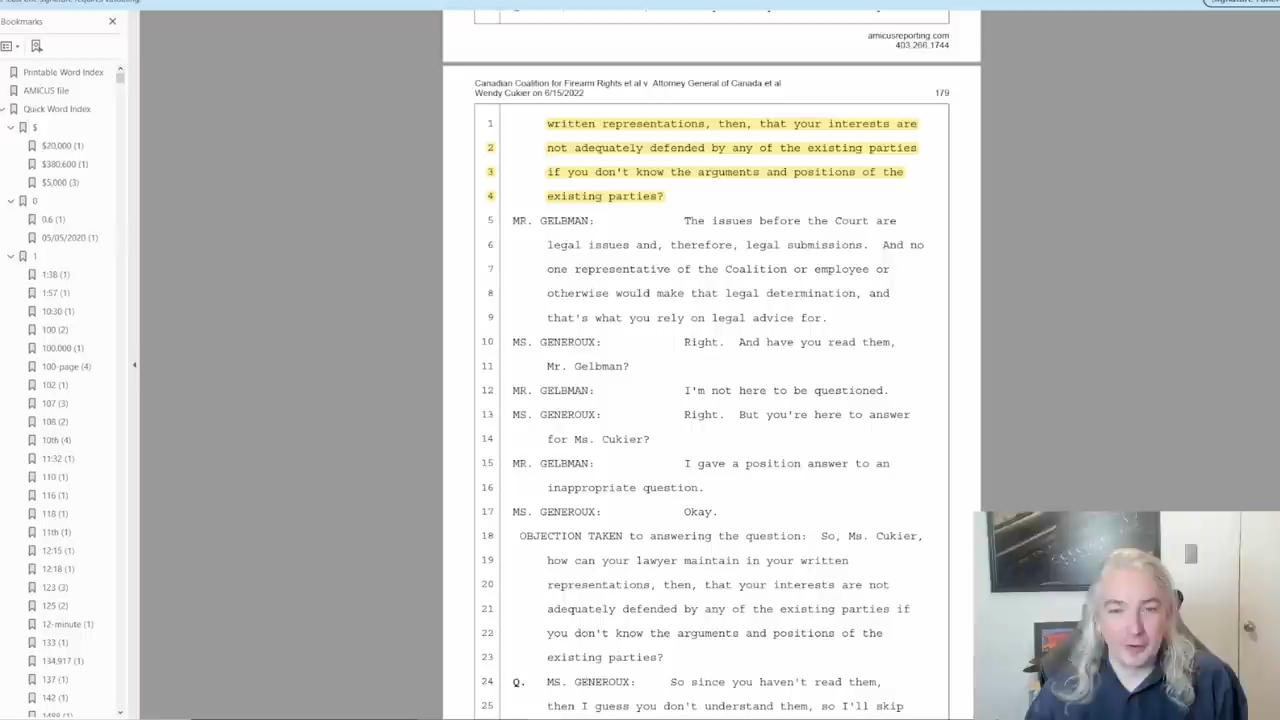 Bookmarks
Printable Word Index
AMICUS file
Quick Word Index
$
$20,000 (1)
$380,600 (1)
$5,000 (3)
0
0.6 (1)
05/05/2020 (1)
1
1:38 (1)
1:57 (1)
10:30 (1)
100 (2)
100,000 (1)
100-page (4)
102 (1)
107 (3)
108 (2)
10th (4)
11:32 (1)
110 (1)
116 (1)
118 (1)
11th (1)
12:15 (1)
12:18 (1)
123 (3)
125 (2)
12-minute (1)
133 (1)
134,917 (1)
137 (1)
142 (1)
amicusreporting.com
403.266.1744
Canadian Coalition for Firearm Rights et al v Attorney General of Canada et al
Wendy Cukier on 6/15/2022 179
1 written representations, then, that your interests are
2 not adequately defended by any of the existing parties
3 if you don't know the arguments and positions of the
4 existing parties?
5 MR. GELBMAN: The issues before the Court are
6 legal issues and, therefore, legal submissions. And no
7 one representative of the Coalition or employee or
8 otherwise would make that legal determination, and
9 that's what you rely on legal advice for.
10 MS. GENEROUX: Right. And have you read them,
11 Mr. Gelbman?
12 MR. GELBMAN: I'm not here to be questioned.
13 MS. GENEROUX: Right. But you're here to answer
14 for Ms. Cukier?
15 MR. GELBMAN: I gave a position answer to an
16 inappropriate question.
17 MS. GENEROUX: Okay.
18 OBJECTION TAKEN to answering the question: So, Ms. Cukier,
19 how can your lawyer maintain in your written
20 representations, then, that your interests are not
21 adequately defended by any of the existing parties if
22 you don't know the arguments and positions of the
23 existing parties?
24 Q. MS. GENEROUX: So since you haven't read them,
25 then I guess you don't understand them, so I'll skip